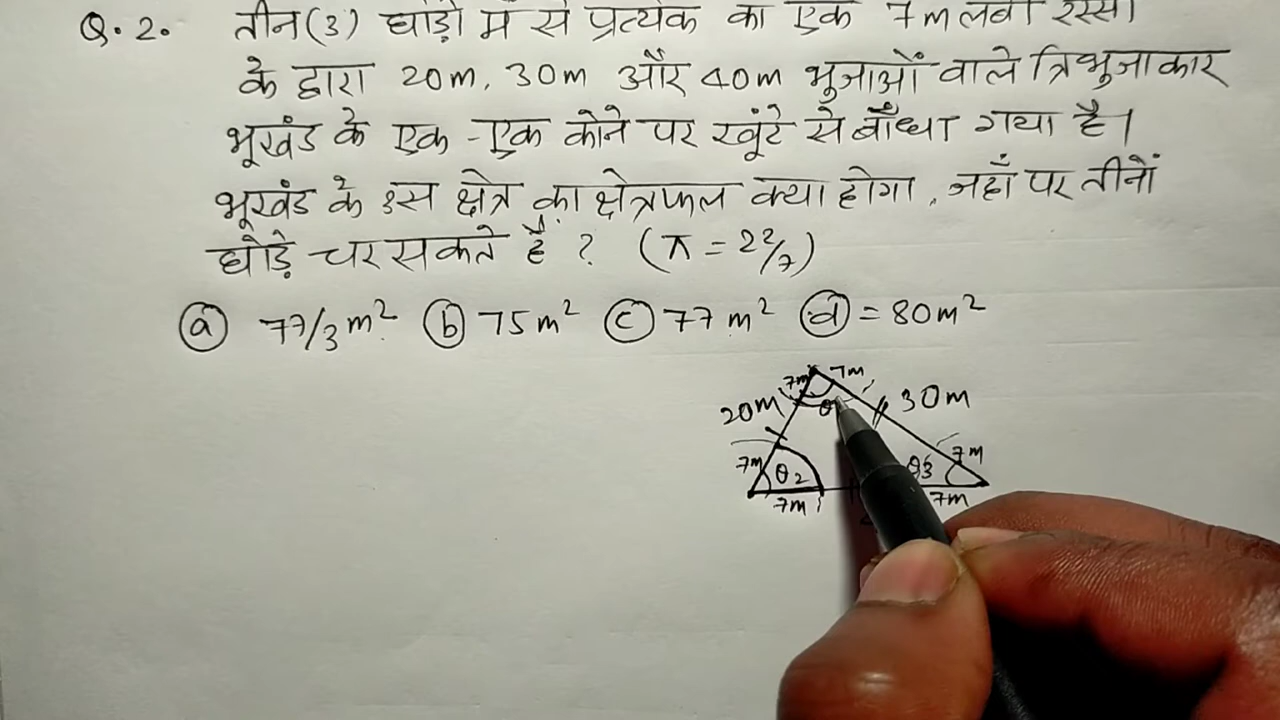 Q.2. तीन(3) घोड़ों में से प्रत्येक का एक 7m लंबी रस्सी
के द्वारा 20m, 30m और 40m भुजाओं वाले त्रिभुजाकार
भूखंड के एक-एक कोने पर खूंटे से बाँधा गया है।
भूखंड के उस क्षेत्र का क्षेत्रफल क्या होगा, जहाँ पर तीनों
घोड़े चर सकते हैं? (π = 22/7)
(a) 77/3 m² (b) 75 m² (c) 77 m² (d) = 80 m²
7m 7m
20m θ 30m
7m θ2 θ3 7m
7m 7m